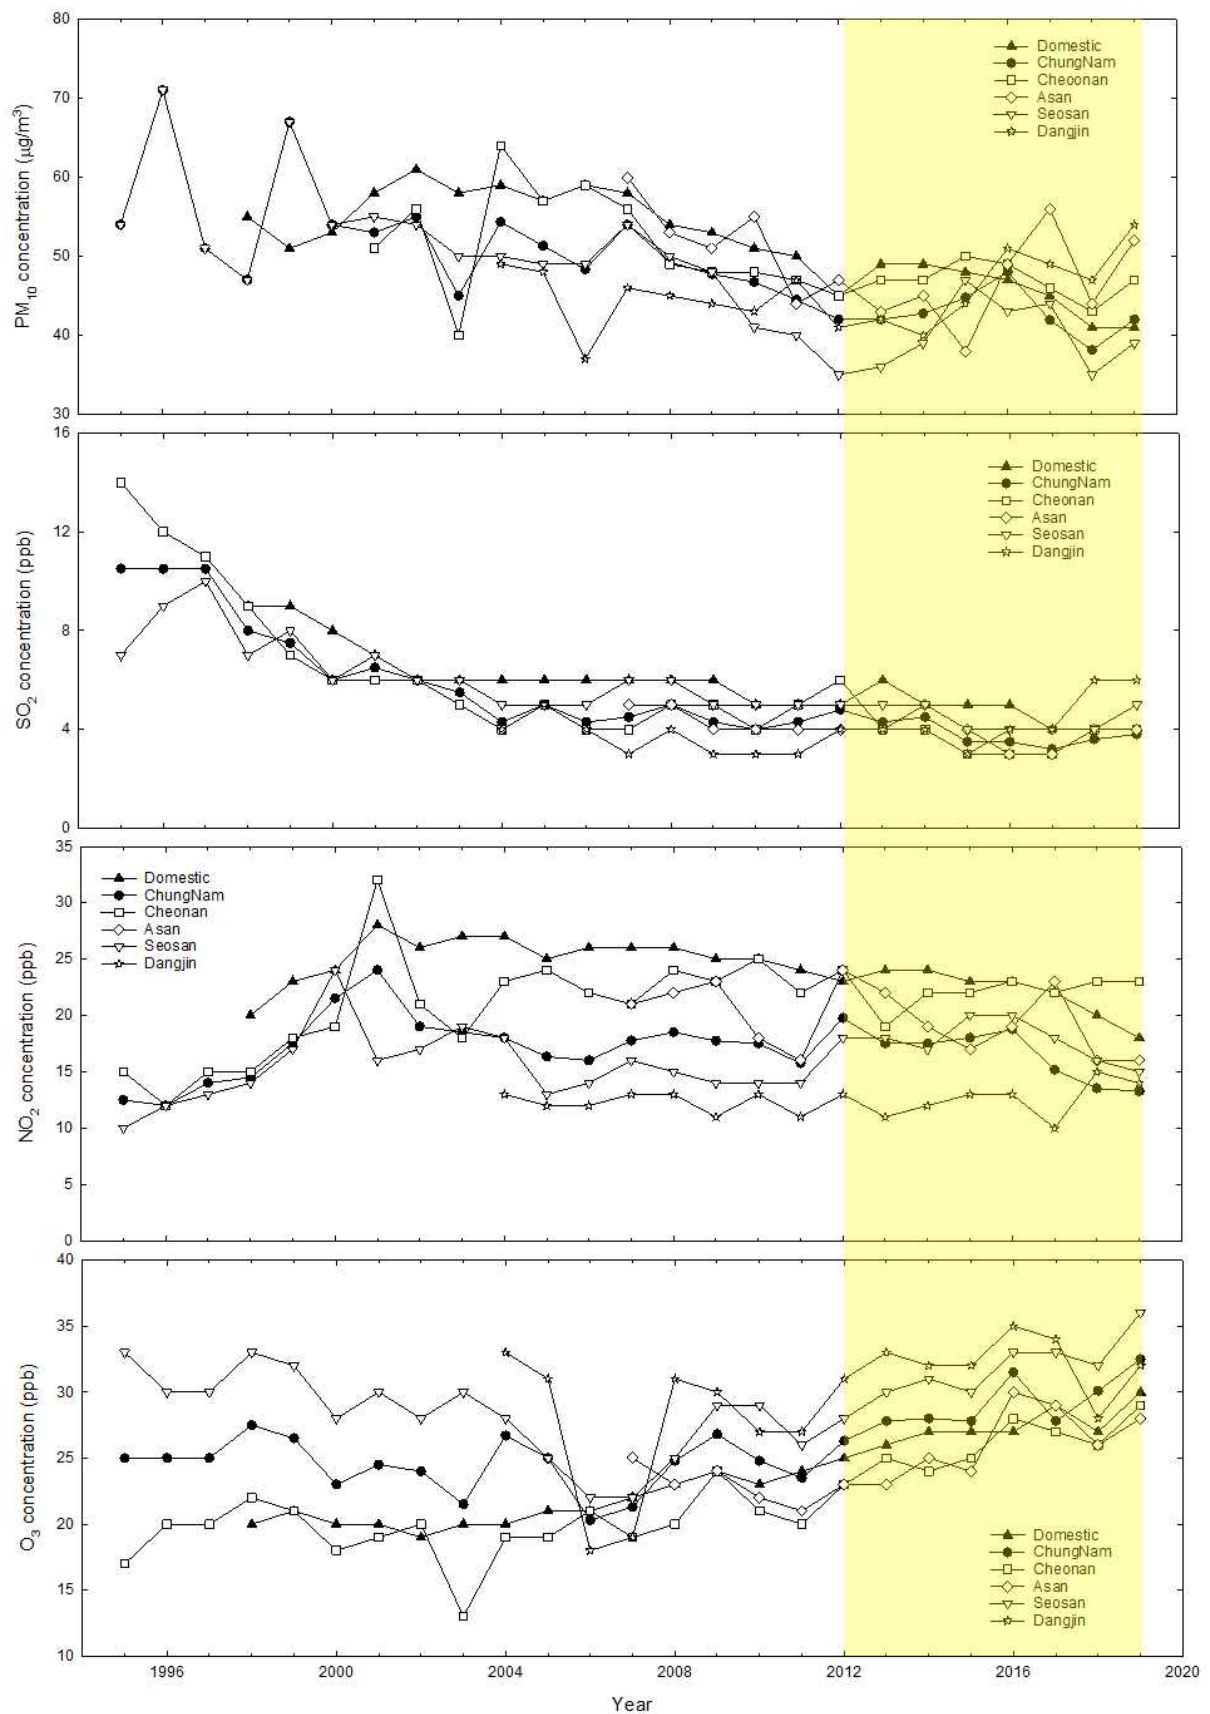 80
70
60
50
40
30
PM10 concentration (μg/m³)
Domestic
ChungNam
Cheoonan
Asan
Seosan
Dangjin
16
12
8
4
0
SO2 concentration (ppb)
Domestic
ChungNam
Cheonan
Asan
Seosan
Dangjin
35
30
25
20
15
10
5
0
NO2 concentration (ppb)
Domestic
ChungNam
Cheonan
Asan
Seosan
Dangjin
40
35
30
25
20
15
10
O3 concentration (ppb)
Domestic
ChungNam
Cheonan
Asan
Seosan
Dangjin
1996 2000 2004 2008 2012 2016 2020
Year